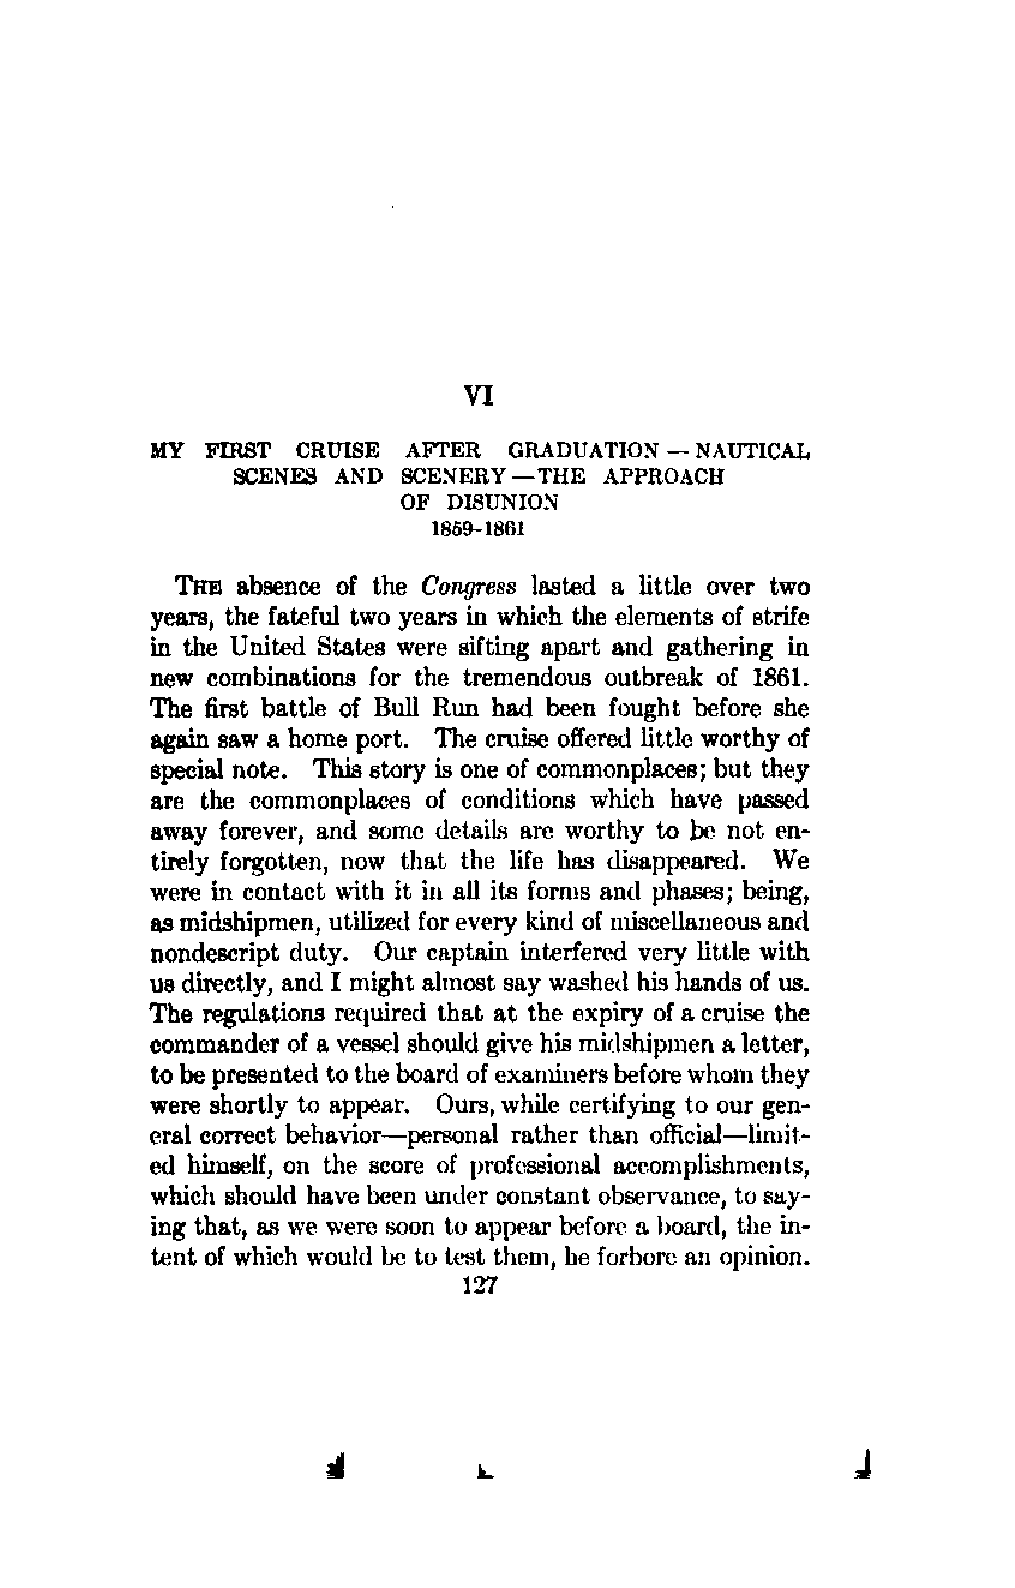 VI
MY FIRST CRUISE AFTER GRADUATION — NAUTICAL
SCENES AND SCENERY — THE APPROACH
OF DISUNION
1859-1861
THE absence of the Congress lasted a little over two
years, the fateful two years in which the elements of strife
in the United States were sifting apart and gathering in
new combinations for the tremendous outbreak of 1861.
The first battle of Bull Run had been fought before she
again saw a home port. The cruise offered little worthy of
special note. This story is one of commonplaces; but they
are the commonplaces of conditions which have passed
away forever, and some details are worthy to be not en-
tirely forgotten, now that the life has disappeared. We
were in contact with it in all its forms and phases; being,
as midshipmen, utilized for every kind of miscellaneous and
nondescript duty. Our captain interfered very little with
us directly, and I might almost say washed his hands of us.
The regulations required that at the expiry of a cruise the
commander of a vessel should give his midshipmen a letter,
to be presented to the board of examiners before whom they
were shortly to appear. Ours, while certifying to our gen-
eral correct behavior—personal rather than official—limit-
ed himself, on the score of professional accomplishments,
which should have been under constant observance, to say-
ing that, as we were soon to appear before a board, the in-
tent of which would be to test them, he forbore an opinion.
127